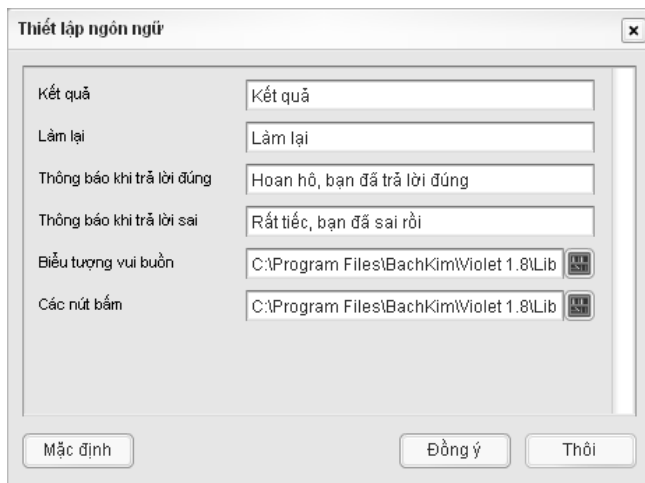 Thiết lập ngôn ngữ
Kết quả Kết quả
Làm lại Làm lại
Thông báo khi trả lời đúng Hoan hô, bạn đã trả lời đúng
Thông báo khi trả lời sai Rất tiếc, bạn đã sai rồi
Biểu tượng vui buồn C:\Program Files\BachKim\Violet 1.8\Lib
Các nút bấm C:\Program Files\BachKim\Violet 1.8\Lib
Mặc định Đồng ý Thôi